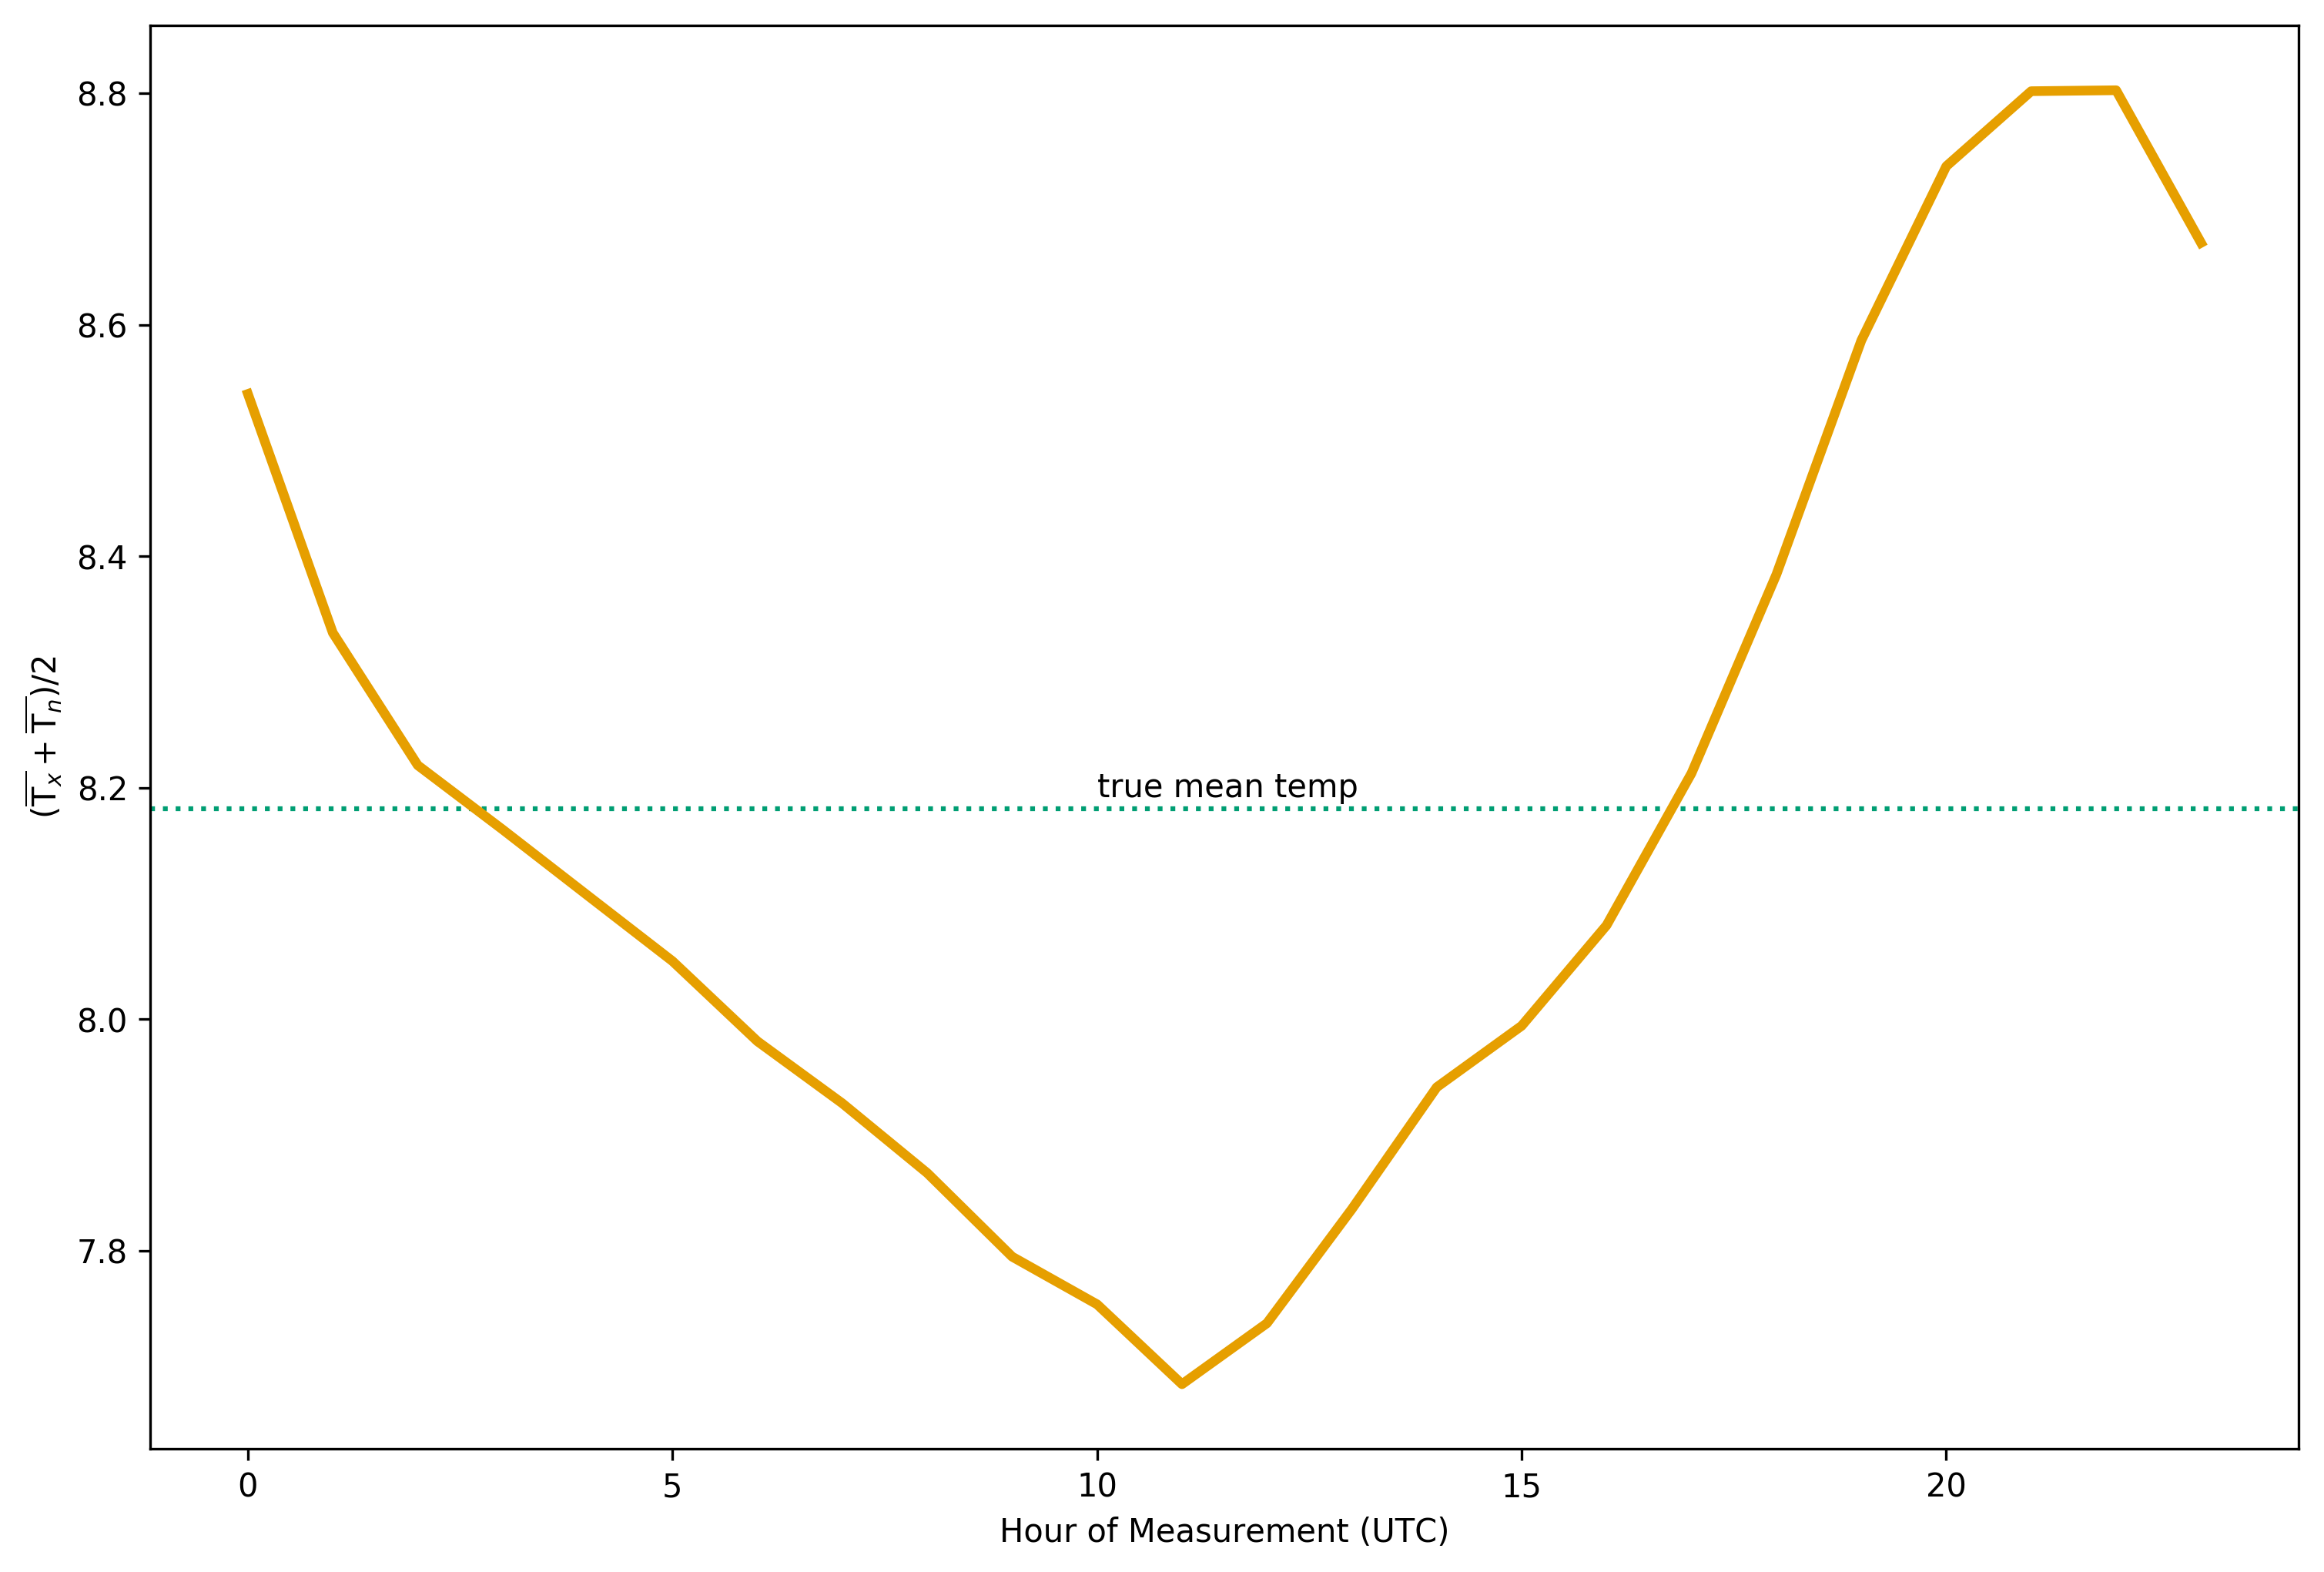 8.8
8.6
8.4
8.2
8.0
7.8
(T̅ₓ + T̅ₙ)/2
true mean temp
0 5 10 15 20
Hour of Measurement (UTC)